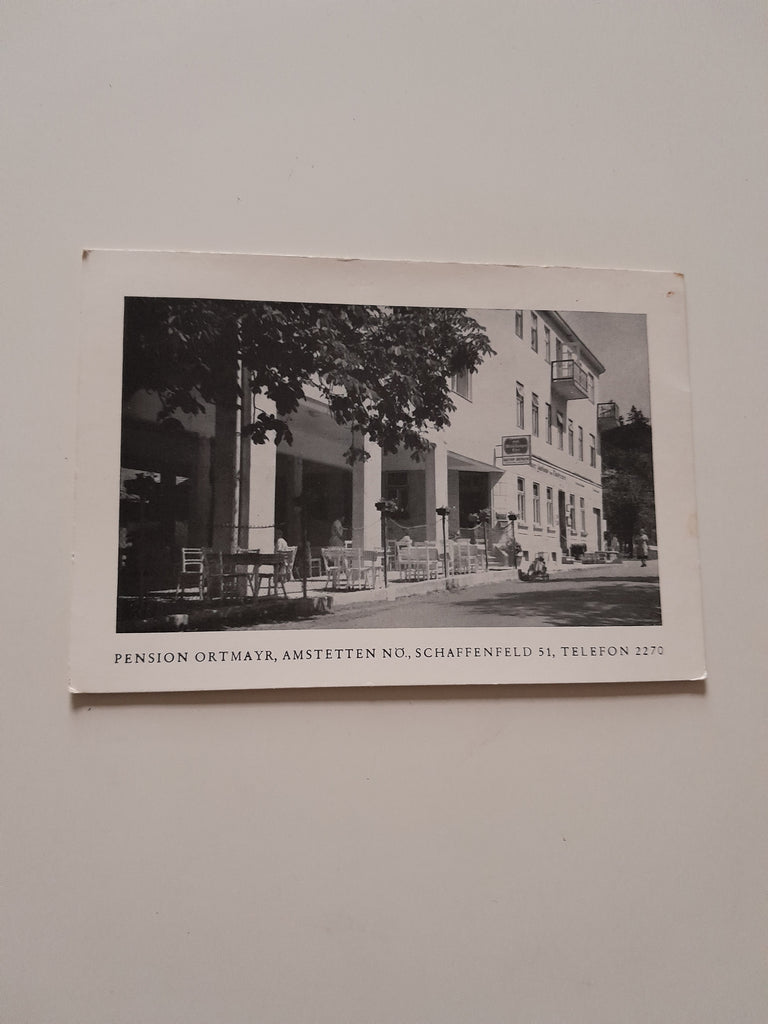 PENSION ORTMAYR, AMSTETTEN NÖ., SCHAFFENFELD 51, TELEFON 2270